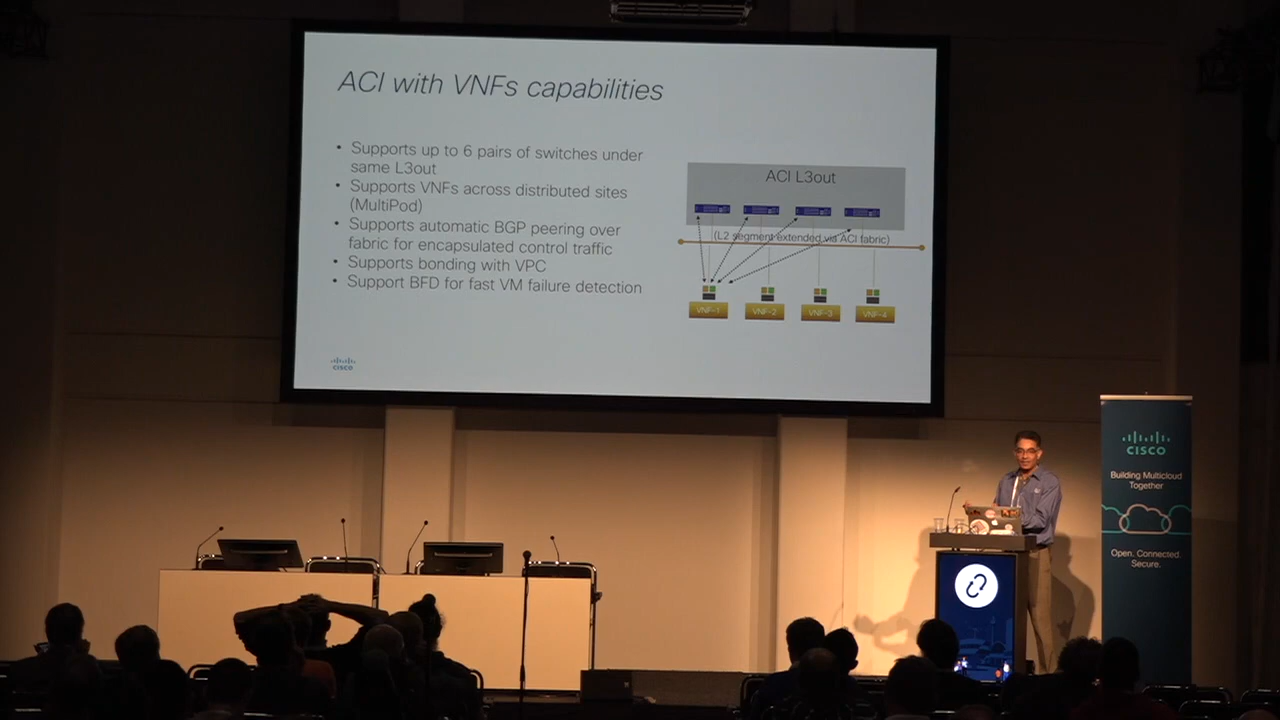 ACI with VNFs capabilities
• Supports up to 6 pairs of switches under
same L3out
• Supports VNFs across distributed sites
(MultiPod)
• Supports automatic BGP peering over
fabric for encapsulated control traffic
• Supports bonding with VPC
• Support BFD for fast VM failure detection
ACI L3out
(L2 segment extended via ACI fabric)
VNF-1
VNF-2
VNF-3
VNF-4
CISCO
CISCO
Building Multicloud
Together
Open. Connected.
Secure.